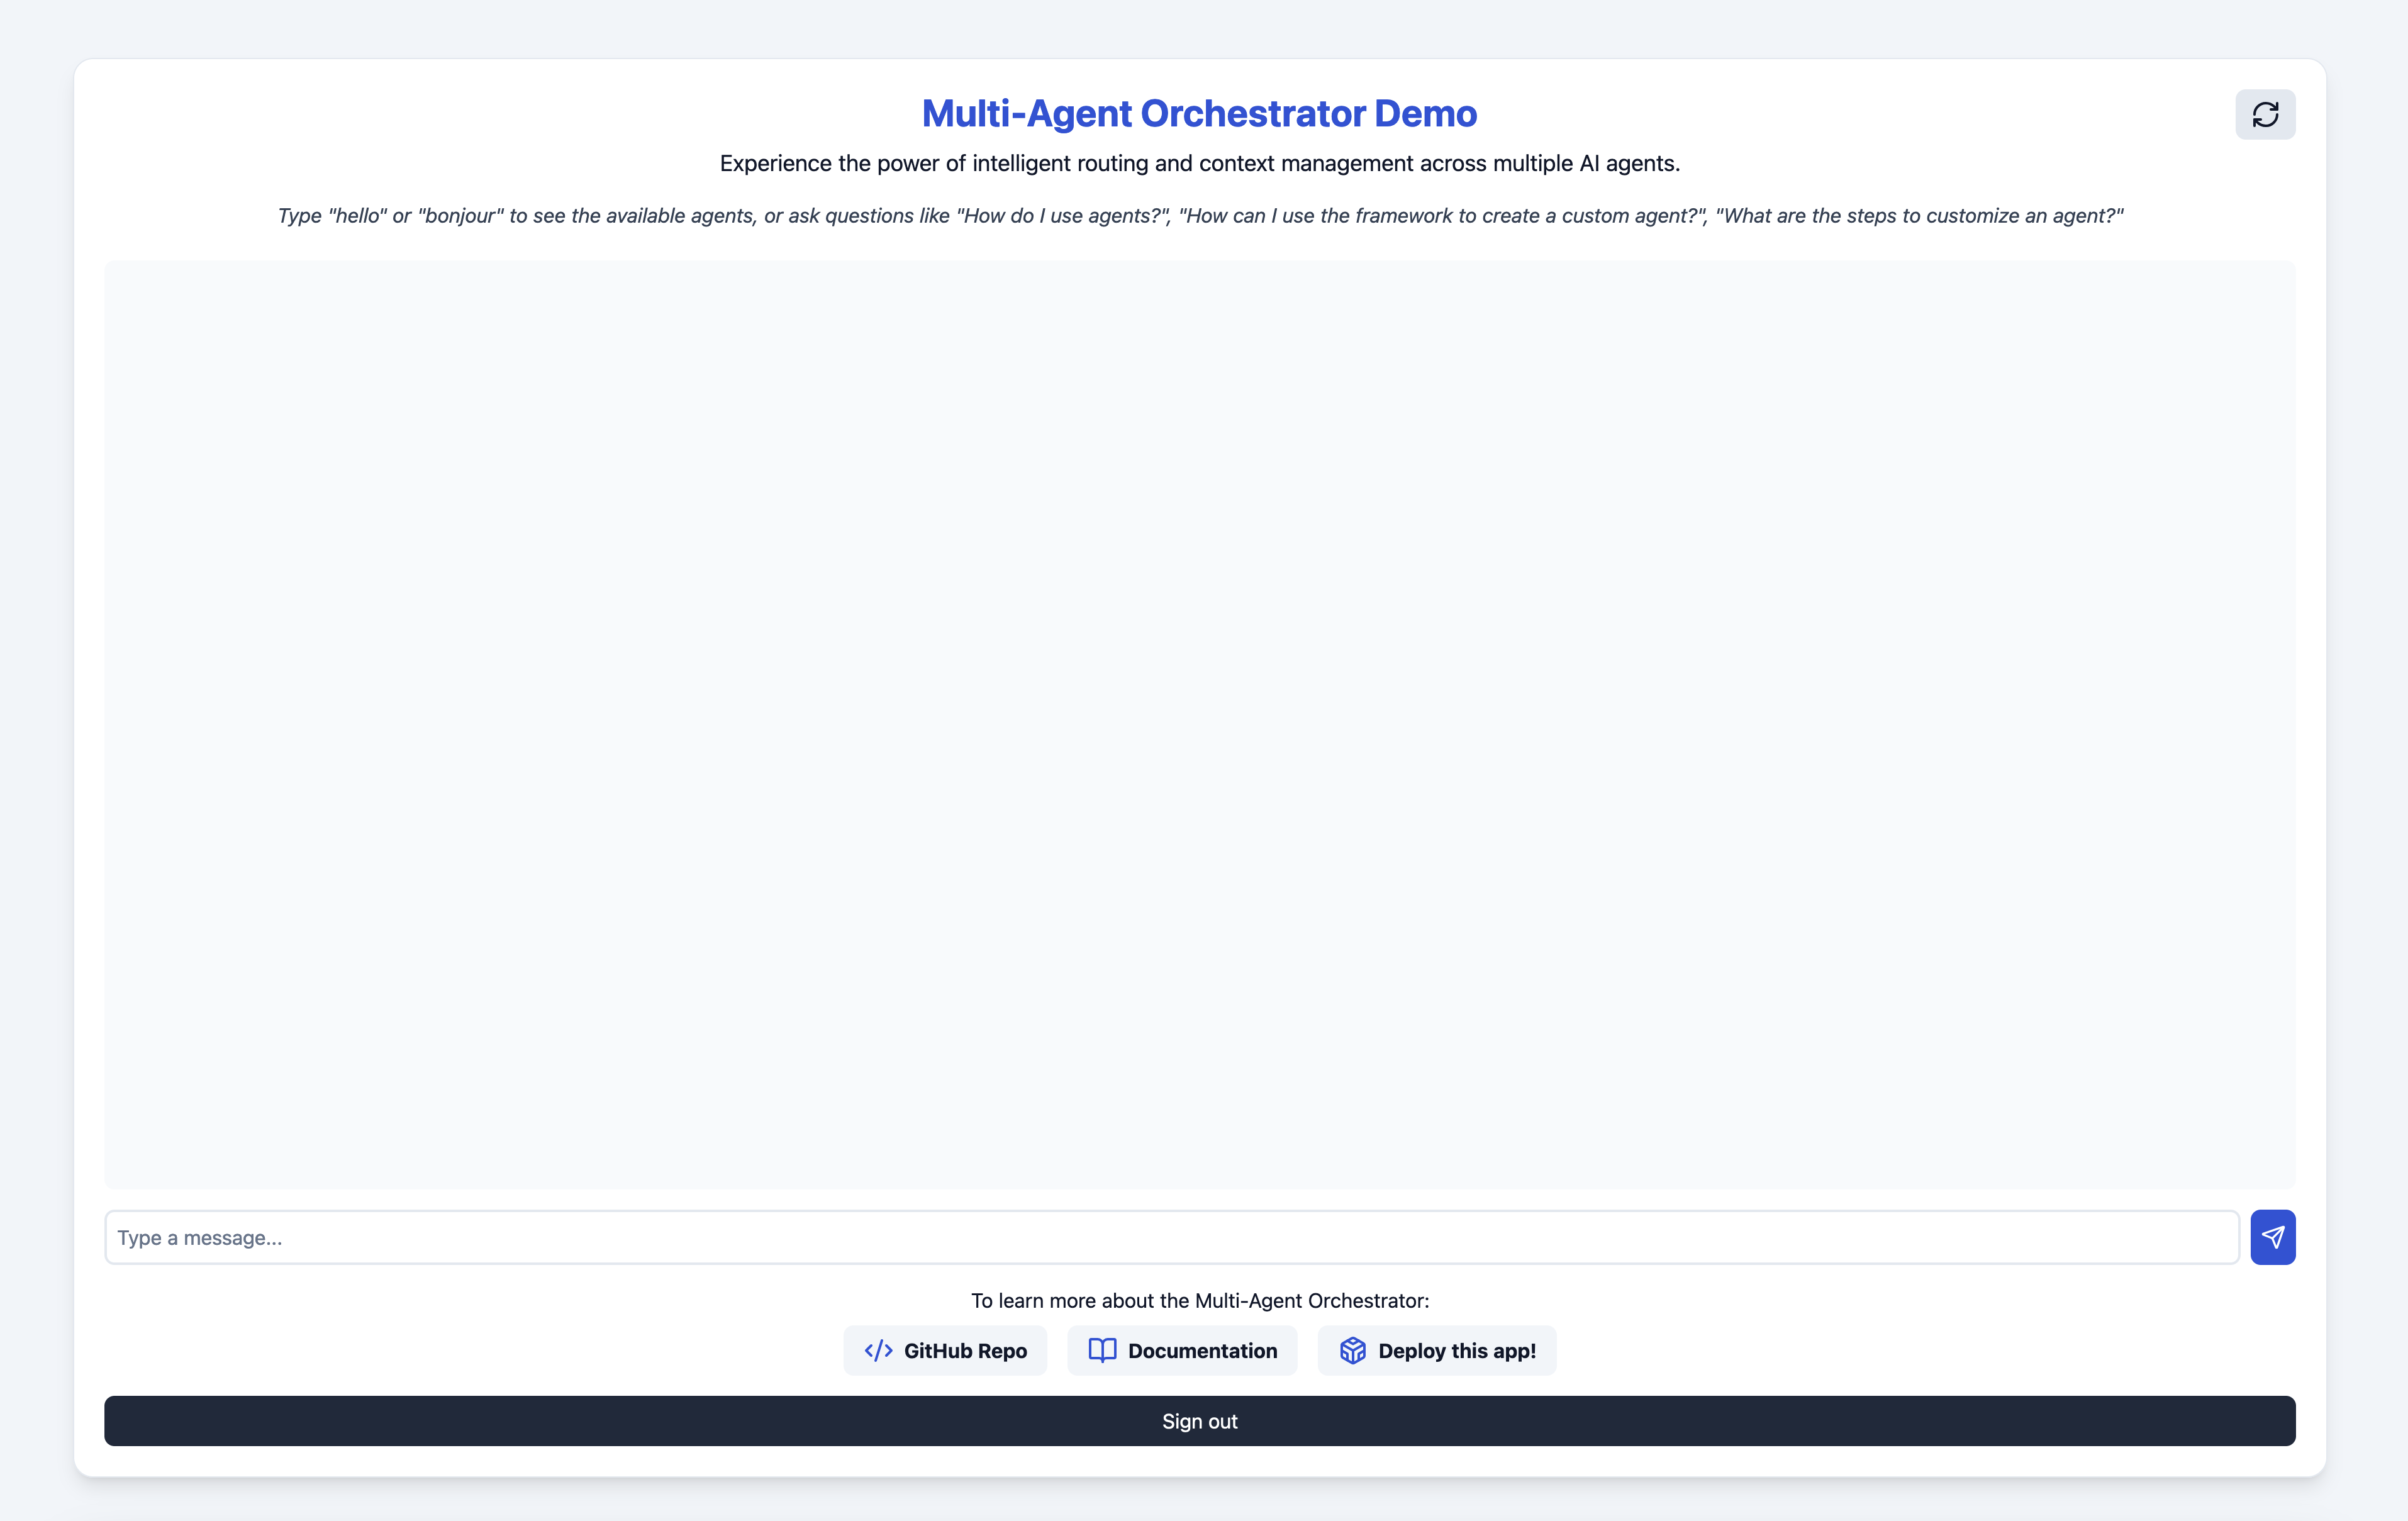 Multi-Agent Orchestrator Demo
Experience the power of intelligent routing and context management across multiple AI agents.
Type "hello" or "bonjour" to see the available agents, or ask questions like "How do I use agents?", "How can I use the framework to create a custom agent?", "What are the steps to customize an agent?"
Type a message...
To learn more about the Multi-Agent Orchestrator:
GitHub Repo Documentation Deploy this app!
Sign out